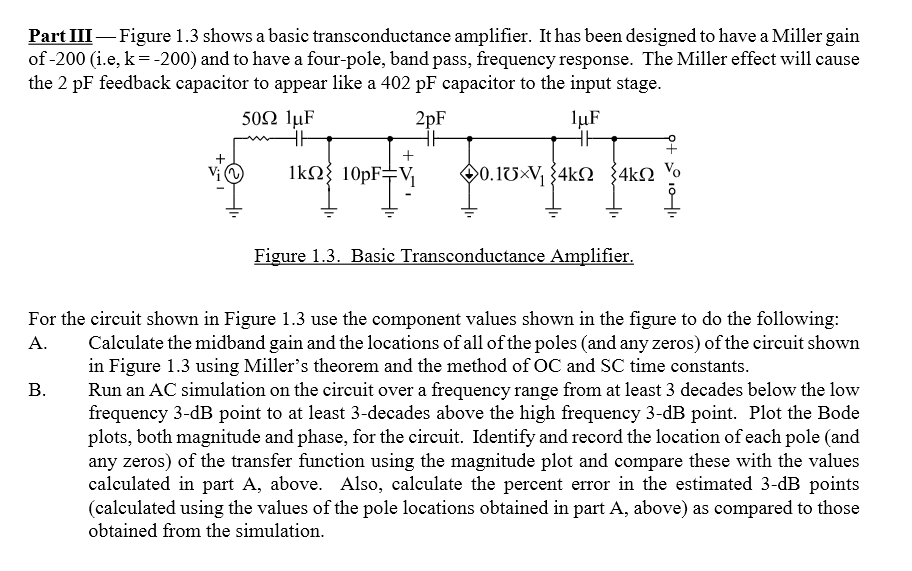 Part III — Figure 1.3 shows a basic transconductance amplifier. It has been designed to have a Miller gain
of -200 (i.e, k = -200) and to have a four-pole, band pass, frequency response. The Miller effect will cause
the 2 pF feedback capacitor to appear like a 402 pF capacitor to the input stage.
50Ω 1μF 2pF 1μF
+ + +
Vi 1kΩ 10pF V1 0.1℧×V1 4kΩ 4kΩ Vo
- - -
Figure 1.3. Basic Transconductance Amplifier.
For the circuit shown in Figure 1.3 use the component values shown in the figure to do the following:
A. Calculate the midband gain and the locations of all of the poles (and any zeros) of the circuit shown
in Figure 1.3 using Miller's theorem and the method of OC and SC time constants.
B. Run an AC simulation on the circuit over a frequency range from at least 3 decades below the low
frequency 3-dB point to at least 3-decades above the high frequency 3-dB point. Plot the Bode
plots, both magnitude and phase, for the circuit. Identify and record the location of each pole (and
any zeros) of the transfer function using the magnitude plot and compare these with the values
calculated in part A, above. Also, calculate the percent error in the estimated 3-dB points
(calculated using the values of the pole locations obtained in part A, above) as compared to those
obtained from the simulation.